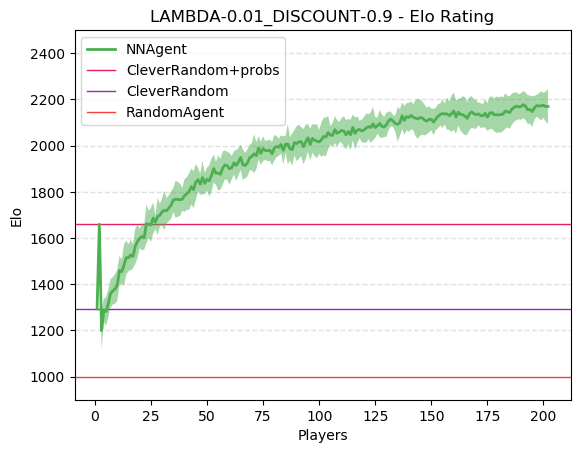 LAMBDA-0.01_DISCOUNT-0.9 - Elo Rating
NNAgent
CleverRandom+probs
CleverRandom
RandomAgent
2400
2200
2000
1800
1600
1400
1200
1000
Elo
0 25 50 75 100 125 150 175 200
Players